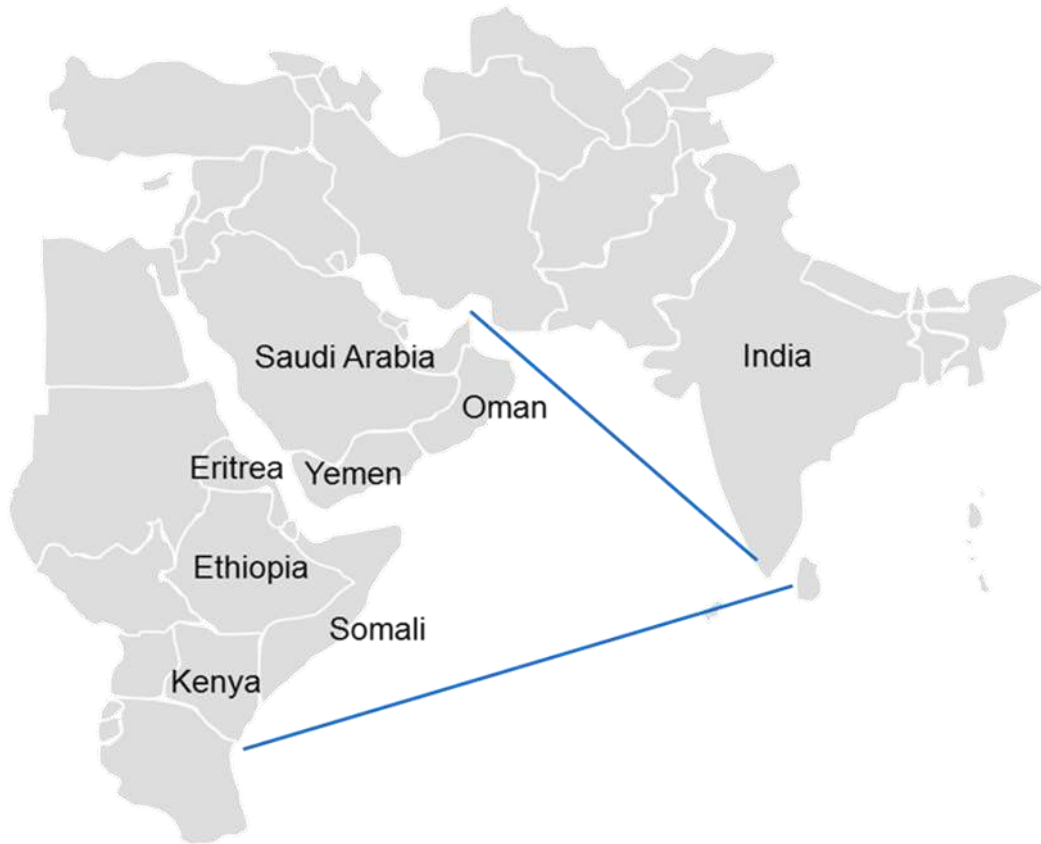 Saudi Arabia
India
Oman
Eritrea
Yemen
Ethiopia
Somali
Kenya